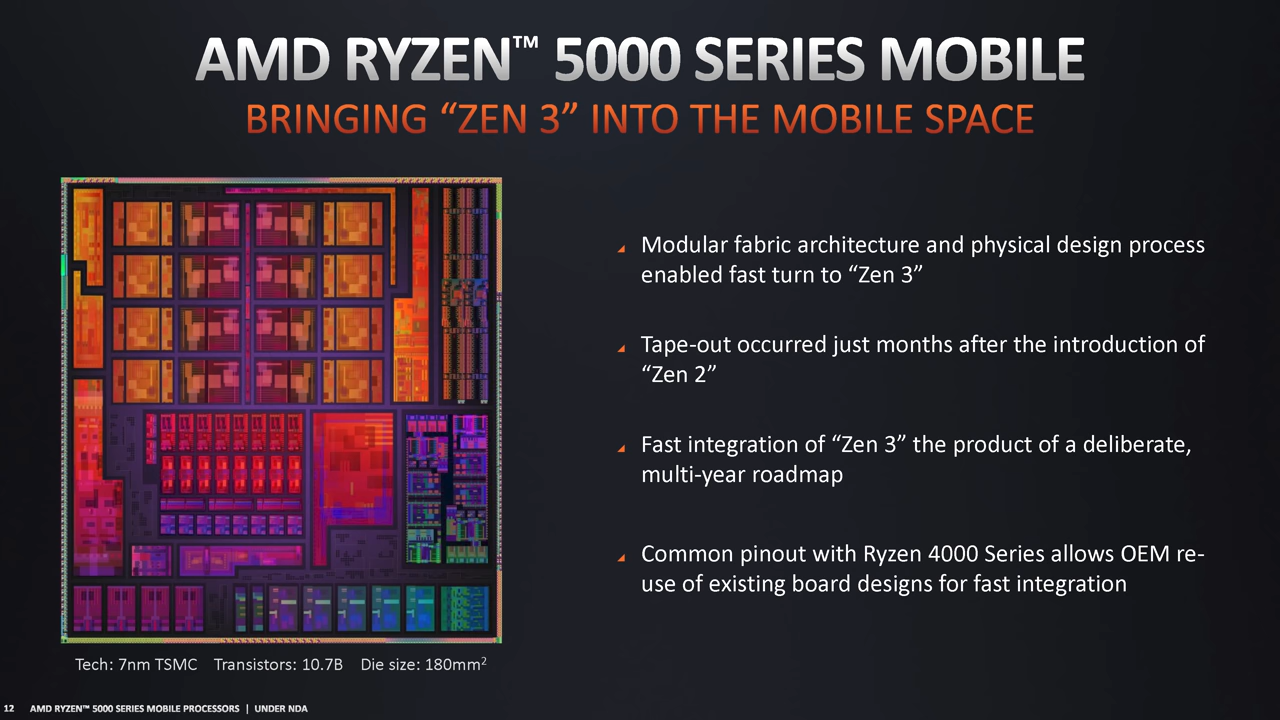 AMD RYZEN™ 5000 SERIES MOBILE
BRINGING “ZEN 3” INTO THE MOBILE SPACE
Modular fabric architecture and physical design process
enabled fast turn to “Zen 3”
Tape-out occurred just months after the introduction of
“Zen 2”
Fast integration of “Zen 3” the product of a deliberate,
multi-year roadmap
Common pinout with Ryzen 4000 Series allows OEM re-
use of existing board designs for fast integration
Tech: 7nm TSMC Transistors: 10.7B Die size: 180mm²
12 AMD RYZEN™ 5000 SERIES MOBILE PROCESSORS | UNDER NDA